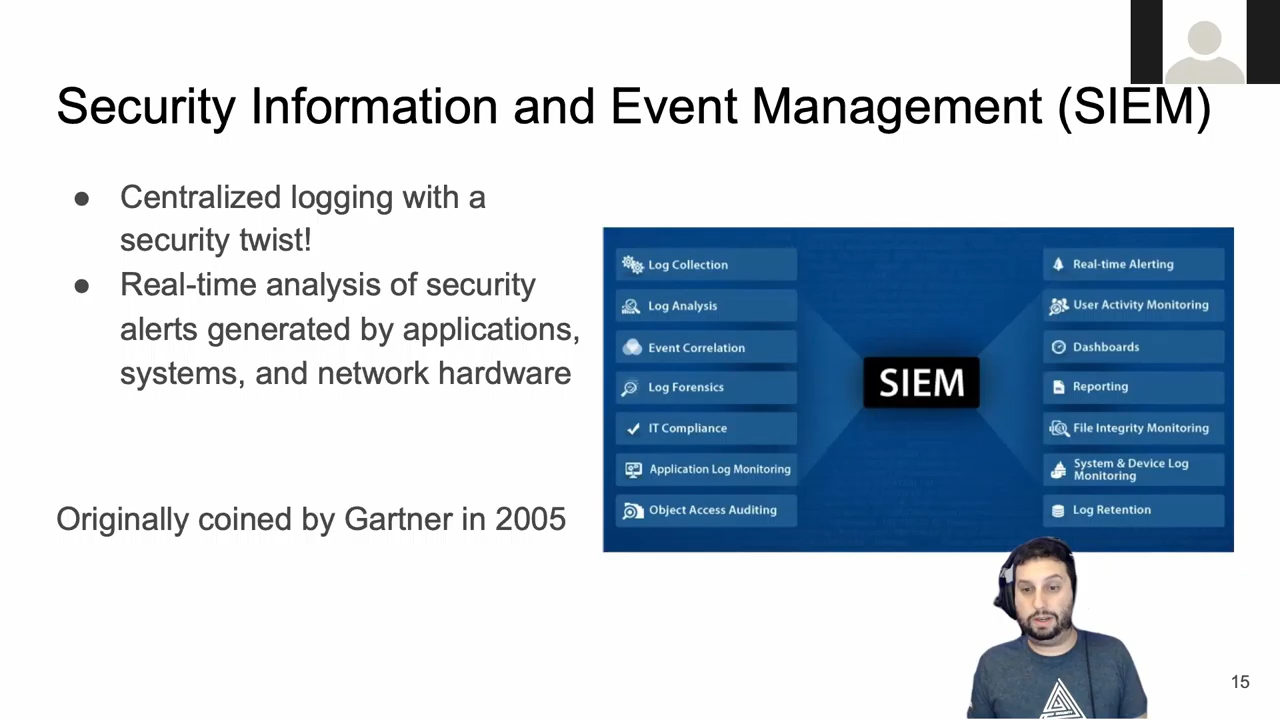 Security Information and Event Management (SIEM)
● Centralized logging with a
security twist!
● Real-time analysis of security
alerts generated by applications,
systems, and network hardware
Originally coined by Gartner in 2005
Log Collection
Log Analysis
Event Correlation
Log Forensics
IT Compliance
Application Log Monitoring
Object Access Auditing
SIEM
Real-time Alerting
User Activity Monitoring
Dashboards
Reporting
File Integrity Monitoring
System & Device Log
Monitoring
Log Retention
15